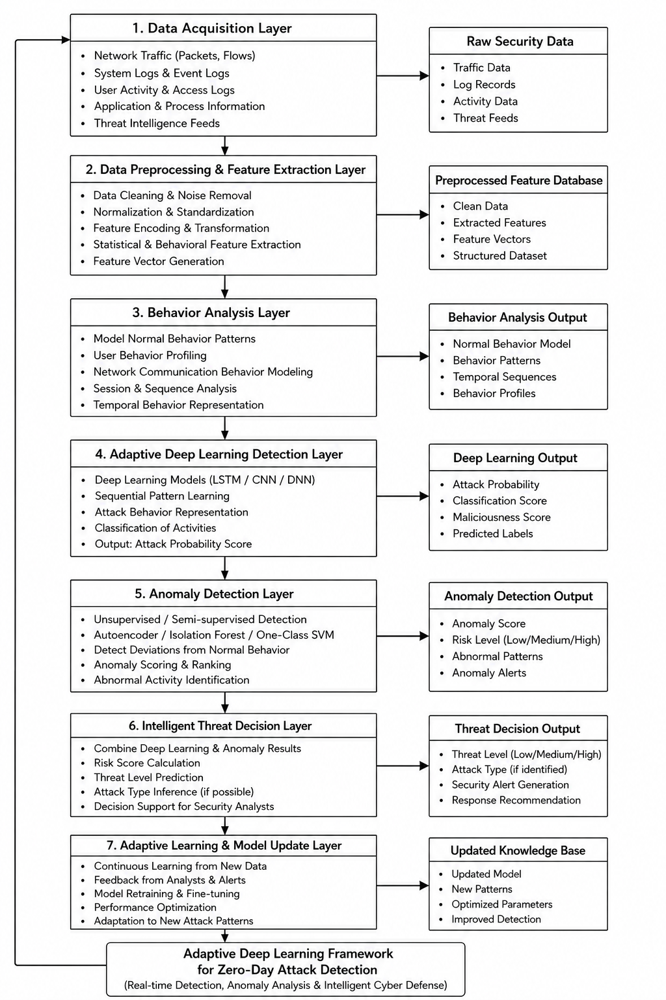 1. Data Acquisition Layer
• Network Traffic (Packets, Flows)
• System Logs & Event Logs
• User Activity & Access Logs
• Application & Process Information
• Threat Intelligence Feeds
Raw Security Data
• Traffic Data
• Log Records
• Activity Data
• Threat Feeds
2. Data Preprocessing & Feature Extraction Layer
• Data Cleaning & Noise Removal
• Normalization & Standardization
• Feature Encoding & Transformation
• Statistical & Behavioral Feature Extraction
• Feature Vector Generation
Preprocessed Feature Database
• Clean Data
• Extracted Features
• Feature Vectors
• Structured Dataset
3. Behavior Analysis Layer
• Model Normal Behavior Patterns
• User Behavior Profiling
• Network Communication Behavior Modeling
• Session & Sequence Analysis
• Temporal Behavior Representation
Behavior Analysis Output
• Normal Behavior Model
• Behavior Patterns
• Temporal Sequences
• Behavior Profiles
4. Adaptive Deep Learning Detection Layer
• Deep Learning Models (LSTM / CNN / DNN)
• Sequential Pattern Learning
• Attack Behavior Representation
• Classification of Activities
• Output: Attack Probability Score
Deep Learning Output
• Attack Probability
• Classification Score
• Maliciousness Score
• Predicted Labels
5. Anomaly Detection Layer
• Unsupervised / Semi-supervised Detection
• Autoencoder / Isolation Forest / One-Class SVM
• Detect Deviations from Normal Behavior
• Anomaly Scoring & Ranking
• Abnormal Activity Identification
Anomaly Detection Output
• Anomaly Score
• Risk Level (Low/Medium/High)
• Abnormal Patterns
• Anomaly Alerts
6. Intelligent Threat Decision Layer
• Combine Deep Learning & Anomaly Results
• Risk Score Calculation
• Threat Level Prediction
• Attack Type Inference (if possible)
• Decision Support for Security Analysts
Threat Decision Output
• Threat Level (Low/Medium/High)
• Attack Type (if identified)
• Security Alert Generation
• Response Recommendation
7. Adaptive Learning & Model Update Layer
• Continuous Learning from New Data
• Feedback from Analysts & Alerts
• Model Retraining & Fine-tuning
• Performance Optimization
• Adaptation to New Attack Patterns
Updated Knowledge Base
• Updated Model
• New Patterns
• Optimized Parameters
• Improved Detection
Adaptive Deep Learning Framework
for Zero-Day Attack Detection
(Real-time Detection, Anomaly Analysis & Intelligent Cyber Defense)